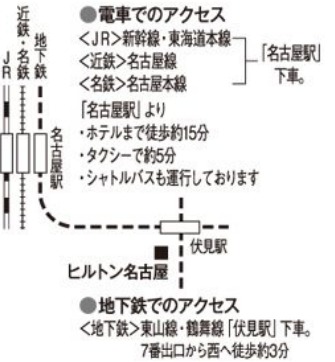 ●電車でのアクセス
<JR>新幹線・東海道本線
<近鉄>名古屋線
<名鉄>名古屋本線
「名古屋駅」
下車。
「名古屋駅」より
・ホテルまで徒歩約15分
・タクシーで約5分
・シャトルバスも運行しております
JR
近鉄・名鉄
地下鉄
名古屋駅
伏見駅
ヒルトン名古屋
●地下鉄でのアクセス
<地下鉄>東山線・鶴舞線「伏見駅」下車。
7番出口から西へ徒歩約3分